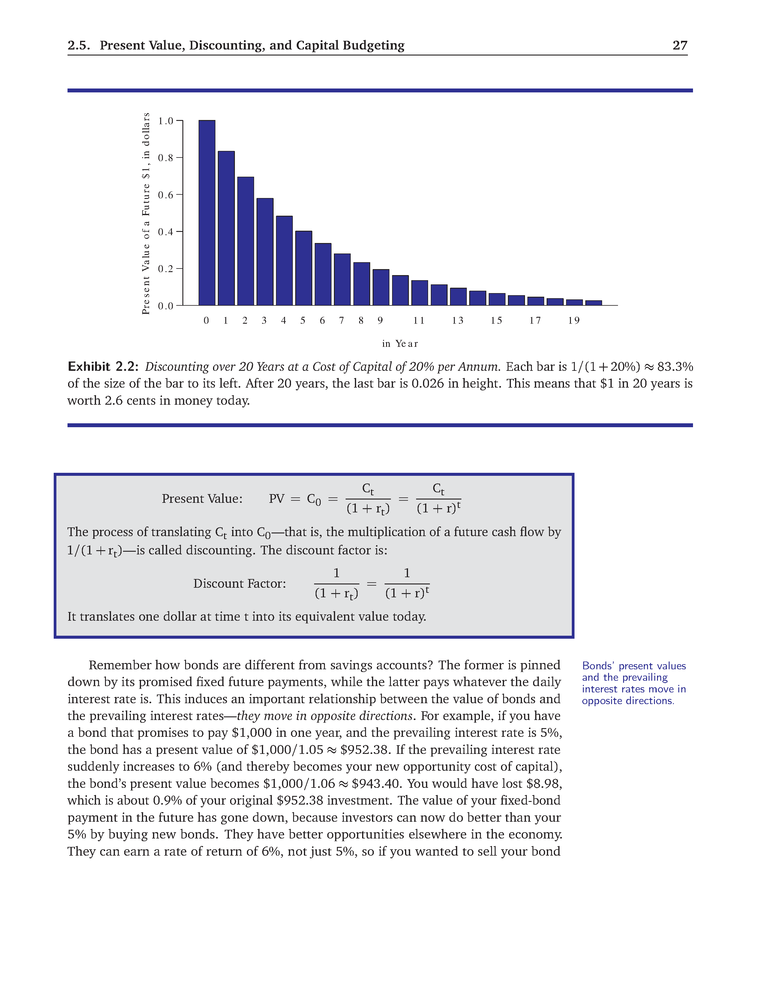 2.5. Present Value, Discounting, and Capital Budgeting 27
Present Value of a Future $1, in dollars
1.0
0.8
0.6
0.4
0.2
0.0
0 1 2 3 4 5 6 7 8 9 11 13 15 17 19
in Year
Exhibit 2.2: Discounting over 20 Years at a Cost of Capital of 20% per Annum. Each bar is 1/(1 + 20%) ≈ 83.3%
of the size of the bar to its left. After 20 years, the last bar is 0.026 in height. This means that $1 in 20 years is
worth 2.6 cents in money today.
Present Value: PV = C₀ = Cₜ/(1 + rₜ) = Cₜ/(1 + r)ᵗ
The process of translating Cₜ into C₀—that is, the multiplication of a future cash flow by
1/(1 + rₜ)—is called discounting. The discount factor is:
Discount Factor: 1/(1 + rₜ) = 1/(1 + r)ᵗ
It translates one dollar at time t into its equivalent value today.
Remember how bonds are different from savings accounts? The former is pinned
down by its promised fixed future payments, while the latter pays whatever the daily
interest rate is. This induces an important relationship between the value of bonds and
the prevailing interest rates—they move in opposite directions. For example, if you have
a bond that promises to pay $1,000 in one year, and the prevailing interest rate is 5%,
the bond has a present value of $1,000/1.05 ≈ $952.38. If the prevailing interest rate
suddenly increases to 6% (and thereby becomes your new opportunity cost of capital),
the bond's present value becomes $1,000/1.06 ≈ $943.40. You would have lost $8.98,
which is about 0.9% of your original $952.38 investment. The value of your fixed-bond
payment in the future has gone down, because investors can now do better than your
5% by buying new bonds. They have better opportunities elsewhere in the economy.
They can earn a rate of return of 6%, not just 5%, so if you wanted to sell your bond
Bonds' present values
and the prevailing
interest rates move in
opposite directions.